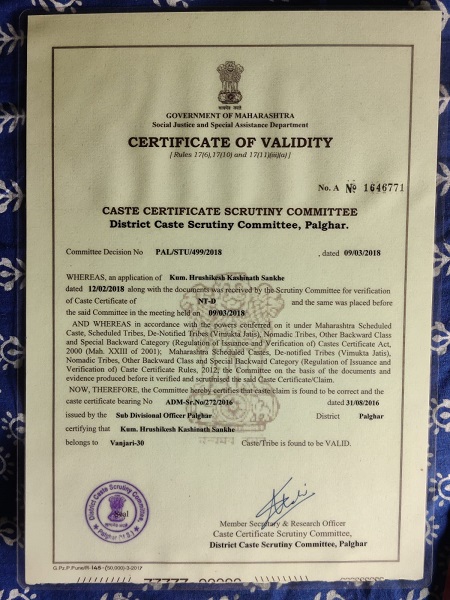 GOVERNMENT OF MAHARASHTRA
Social Justice and Special Assistance Department
CERTIFICATE OF VALIDITY
[ Rules 17(6),17(10) and 17(11)(iii)(a)]
No. A № 1646771
CASTE CERTIFICATE SCRUTINY COMMITTEE
District Caste Scrutiny Committee, Palghar.
Committee Decision No PAL/STU/499/2018 , dated 09/03/2018
WHEREAS, an application of Kum. Hrushikesh Kashinath Sankhe
dated 12/02/2018 along with the documents was received by the Scrutiny Committee for verification
of Caste Certificate of NT-D and the same was placed before
the said Committee in the meeting held on 09/03/2018
AND WHEREAS in accordance with the powers conferred on it under Maharashtra Scheduled
Caste, Scheduled Tribes, De-Notified Tribes (Vimukta Jatis), Nomadic Tribes, Other Backward Class
and Special Backward Category (Regulation of Issuance and Verification of) Castes Certificate Act,
2000 (Mah. XXIII of 2001); Maharashtra Scheduled Castes, De-notified Tribes (Vimukta Jatis),
Nomadic Tribes, Other Backward Class and Special Backward Category (Regulation of Issuance and
Verification of) Caste Certificate Rules, 2012; the Committee on the basis of the documents and
evidence produced before it verified and scrutinised the said Caste Certificate/Claim.
NOW, THEREFORE, the Committee hereby certifies that caste claim is found to be correct and the
caste certificate bearing No ADM-Sr.No/272/2016 dated 31/08/2016
issued by the Sub Divisional Officer Palghar District Palghar
certifying that Kum. Hrushikesh Kashinath Sankhe
belongs to Vanjari-30 Caste/Tribe is found to be VALID.
District Caste Scrutiny Committee,
Seal
Member Secretary & Research Officer
Caste Certificate Scrutiny Committee,
District Caste Scrutiny Committee, Palghar